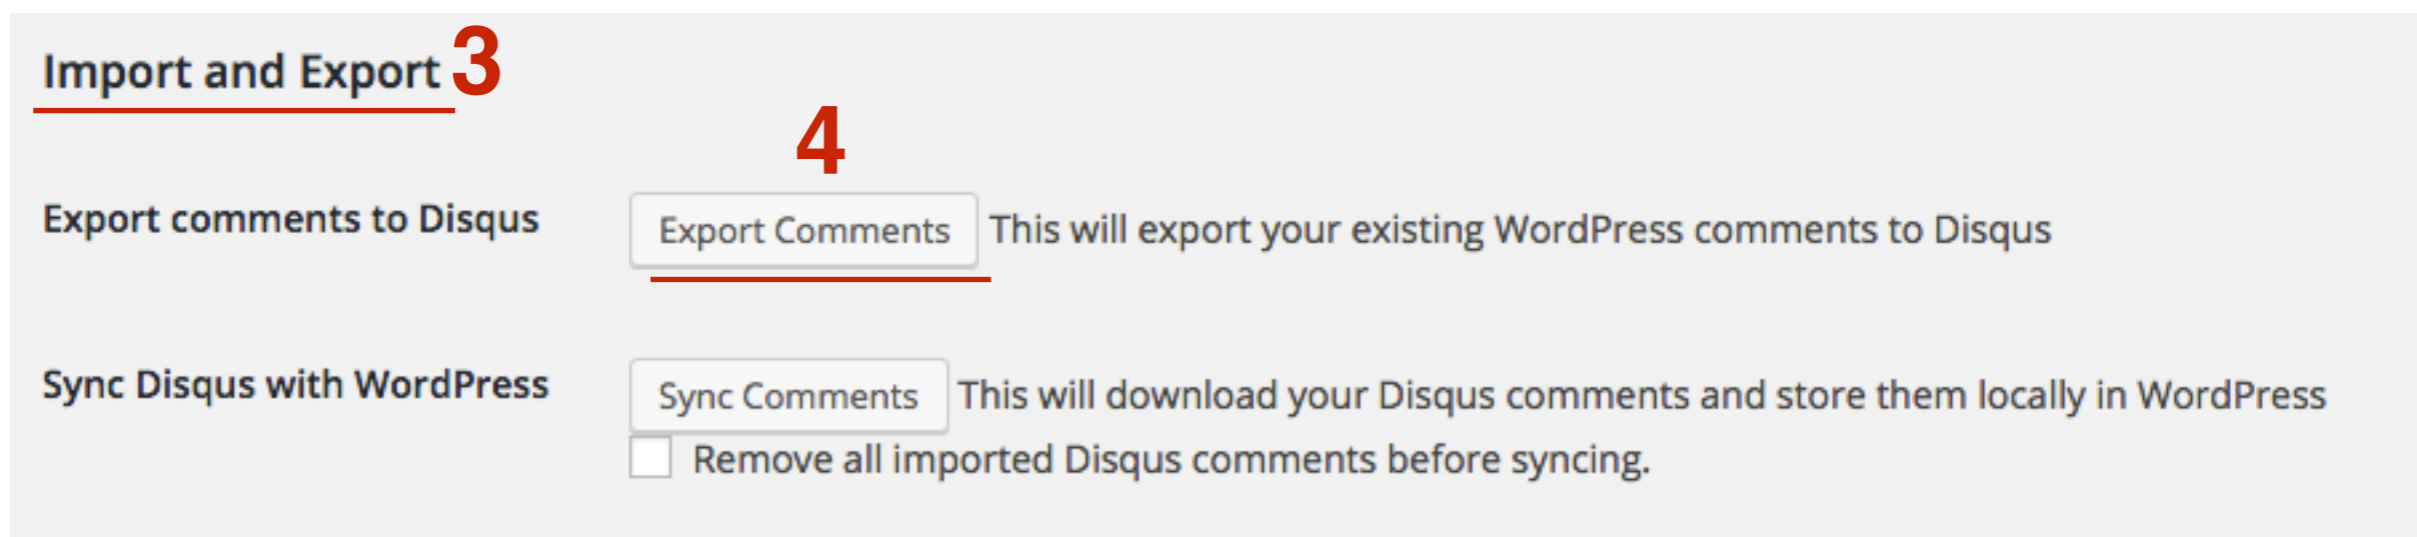 Import and Export 3
4
Export comments to Disqus Export Comments This will export your existing WordPress comments to Disqus
Sync Disqus with WordPress Sync Comments This will download your Disqus comments and store them locally in WordPress
Remove all imported Disqus comments before syncing.